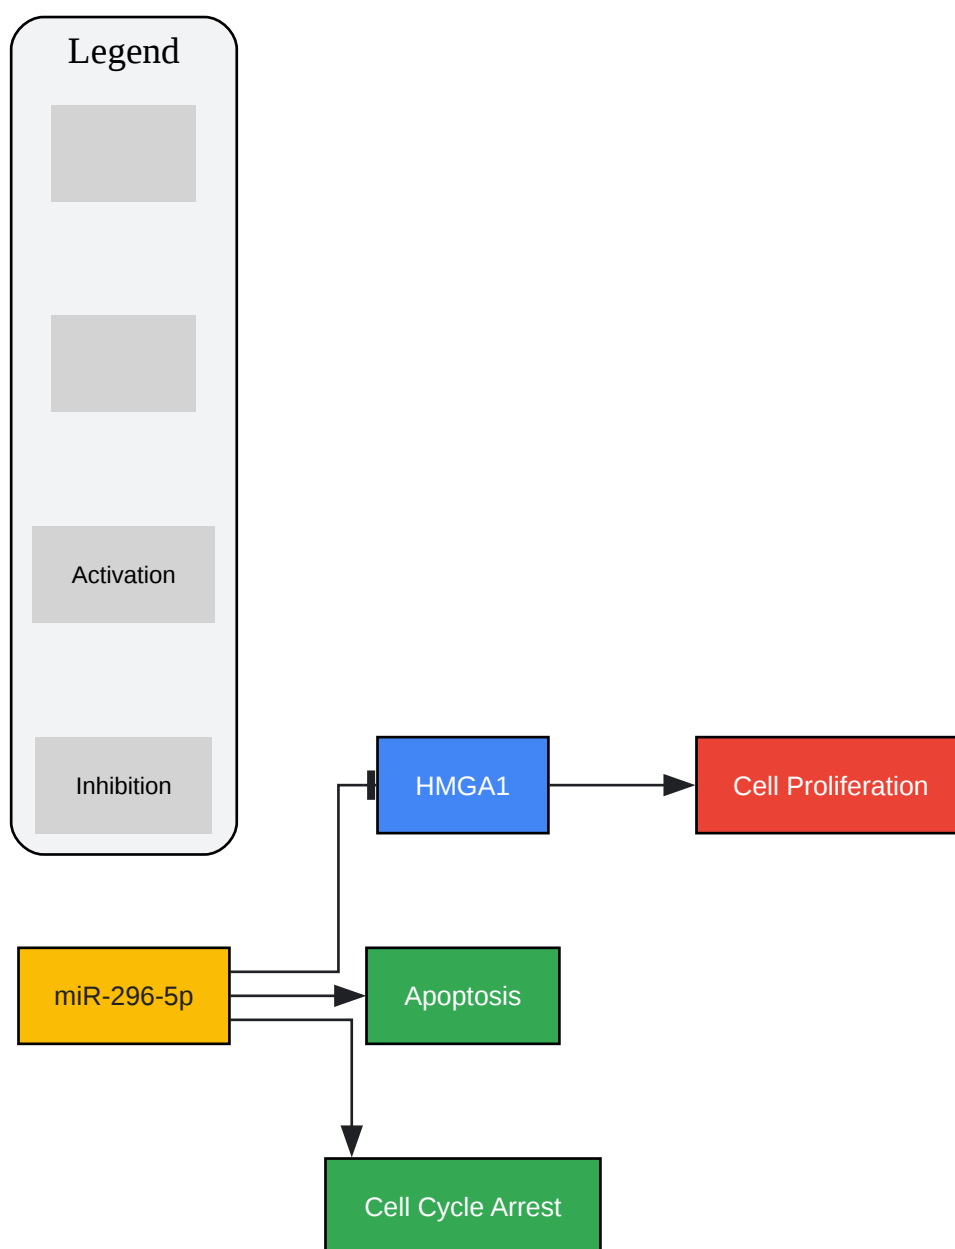 Legend
Activation
Inhibition
HMGA1
Cell Proliferation
miR-296-5p
Apoptosis
Cell Cycle Arrest